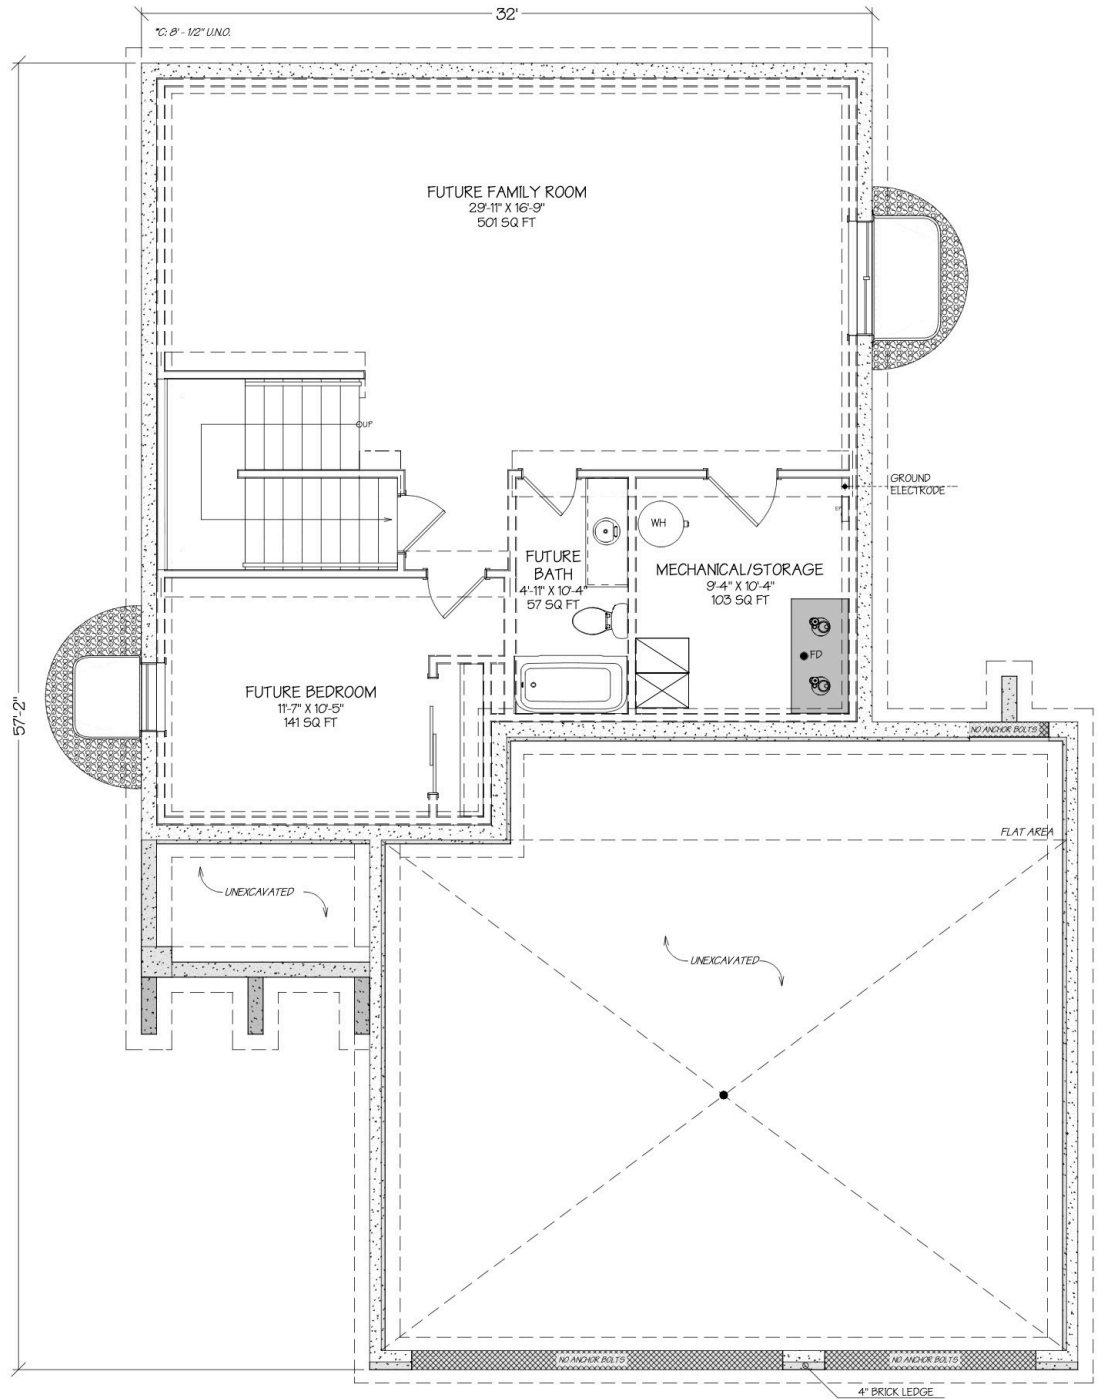 32'
"C: 8' - 1/2" U.N.O.
57'-2"
FUTURE FAMILY ROOM
29'-11" X 16'-9"
501 SQ FT
UP
GROUND
ELECTRODE
WH
FUTURE
BATH
4'-11" X 10'-4"
57 SQ FT
MECHANICAL/STORAGE
9'-4" X 10'-4"
103 SQ FT
FD
FUTURE BEDROOM
11'-7" X 10'-5"
141 SQ FT
NO ANCHOR BOLTS
FLAT AREA
UNEXCAVATED
UNEXCAVATED
NO ANCHOR BOLTS
NO ANCHOR BOLTS
4" BRICK LEDGE